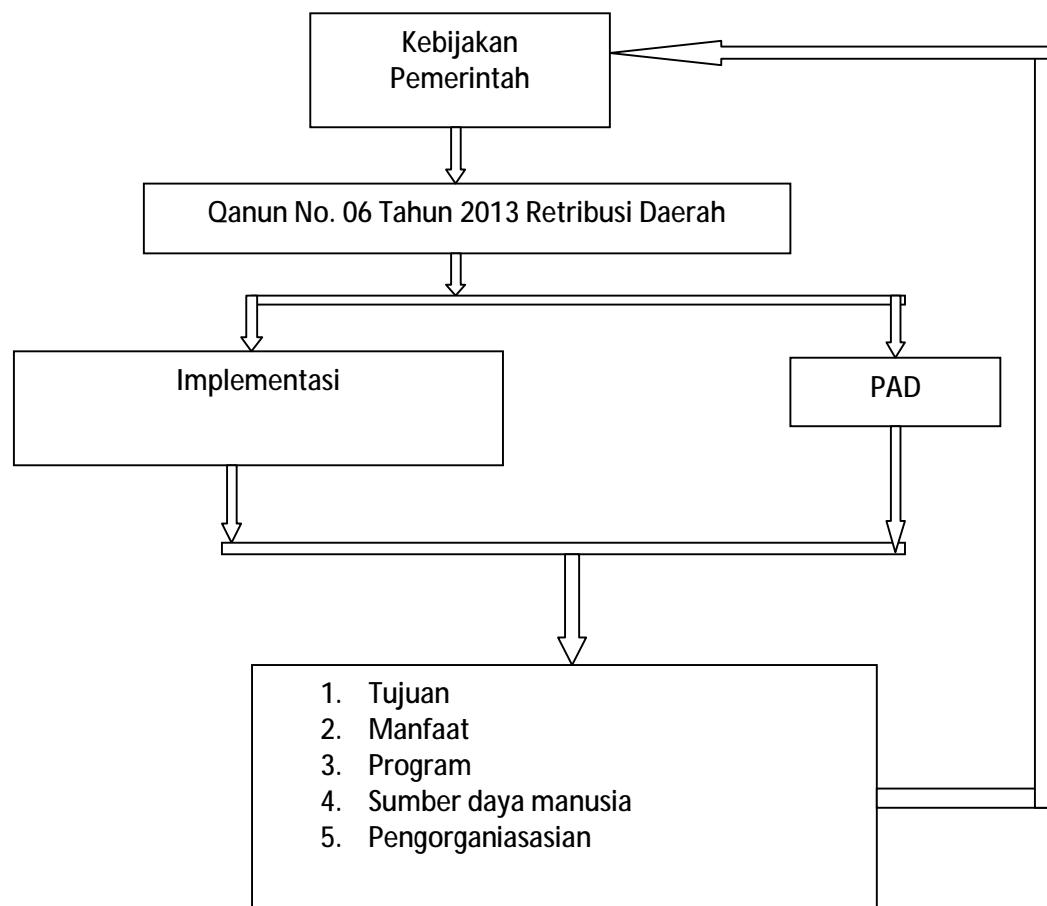 Kebijakan
Pemerintah
Qanun No. 06 Tahun 2013 Retribusi Daerah
Implementasi
PAD
1. Tujuan
2. Manfaat
3. Program
4. Sumber daya manusia
5. Pengorganiasasian